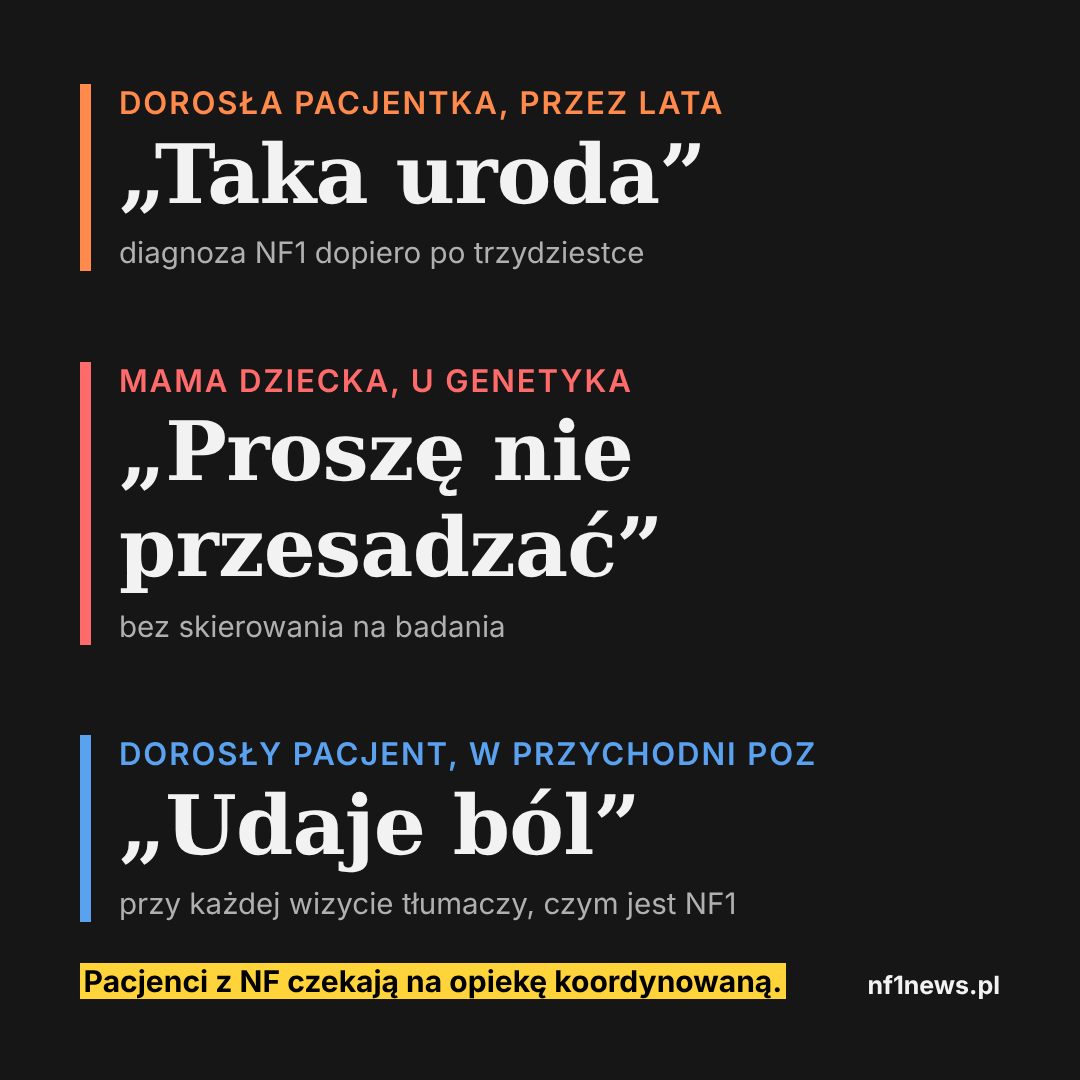 DOROSŁA PACJENTKA, PRZEZ LATA
„Taka uroda”
diagnoza NF1 dopiero po trzydziestce
MAMA DZIECKA, U GENETYKA
„Proszę nie
przesadzać”
bez skierowania na badania
DOROSŁY PACJENT, W PRZYCHODNI POZ
„Udaje ból”
przy każdej wizycie tłumaczy, czym jest NF1
Pacjenci z NF czekają na opiekę koordynowaną.
nf1news.pl